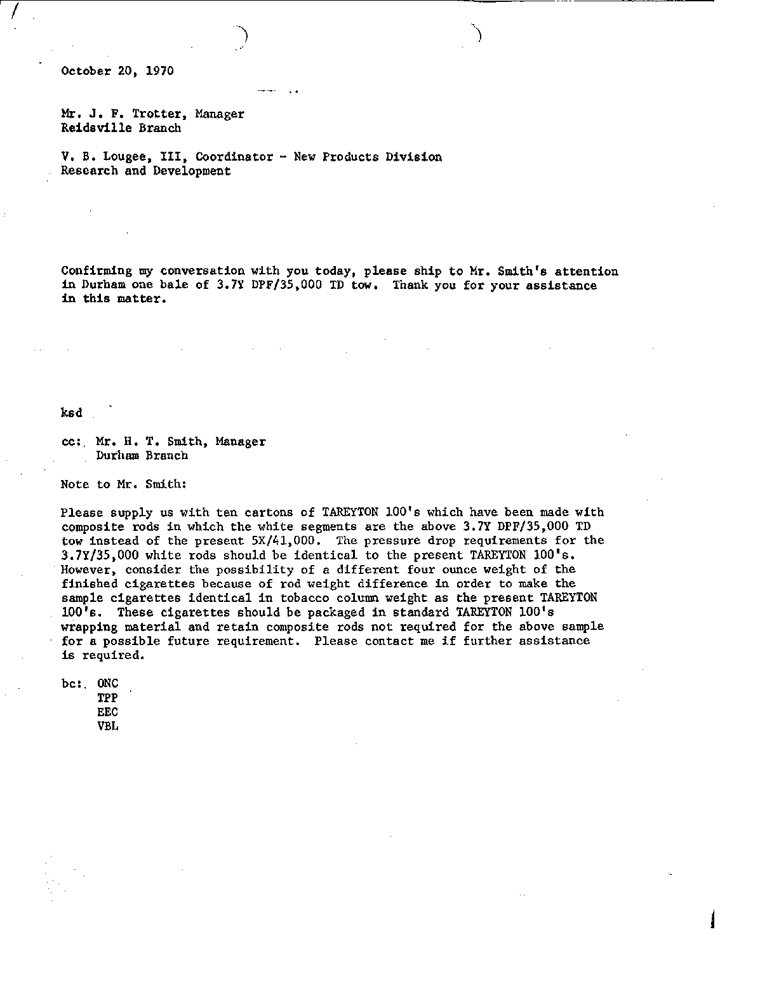 October 20, 1970
Mr. J. F. Trotter, Manager
Reidsville Branch
V. B. Lougee, III, Coordinator - New Products Division
Research and Development
Confirming my conversation with you today, please ship to Mr. Smith's attention
in Durham one bale of 3.7Y DPF/35,000 TD tow. Thank you for your assistance
in this matter.
ksd
cc: Mr. H. T. Smith, Manager
Durham Branch
Note to Mr. Smith:
Please supply us with ten cartons of TAREYTON 100's which have been made with
composite rods in which the white segments are the above 3.7Y DPF/35,000 TD
tow instead of the present 5X/41,000. The pressure drop requirements for the
3.7Y/35,000 white rods should be identical to the present TAREYTON 100's.
However, consider the possibility of a different four ounce weight of the
finished cigarettes because of rod weight difference in order to make the
sample cigarettes identical in tobacco column weight as the present TAREYTON
100's. These cigarettes should be packaged in standard TAREYTON 100's
wrapping material and retain composite rods not required for the above sample
for a possible future requirement. Please contact me if further assistance
is required.
bc: ONC
TPP
EEC
VBL